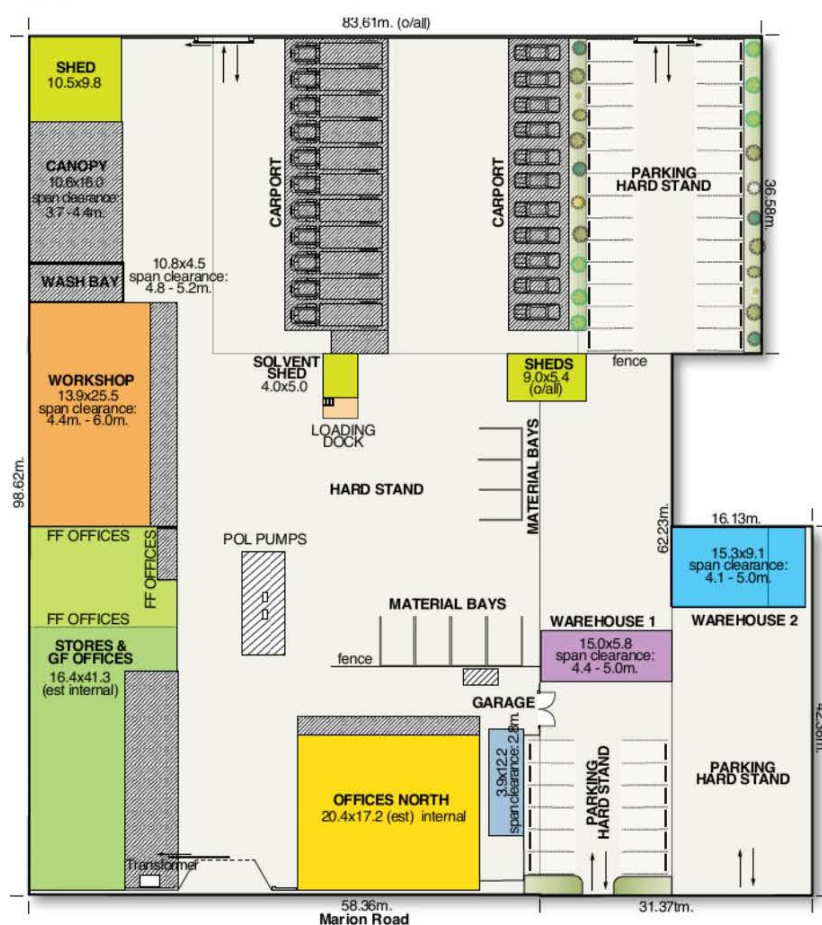 83.61m. (o/all)
SHED
10.5x9.8
CANOPY
10.6x16.0
span clearance:
3.7 - 4.4m.
CARPORT
CARPORT
PARKING
HARD STAND
36.58m.
WASH BAY
10.8x4.5
span clearance:
4.8 - 5.2m.
WORKSHOP
13.9x25.5
span clearance:
4.4m. - 6.0m.
SOLVENT
SHED
4.0x5.0
LOADING
DOCK
SHEDS
9.0x5.4
(o/all)
fence
MATERIAL BAYS
HARD STAND
98.62m.
62.23m.
16.13m.
15.3x9.1
span clearance:
4.1 - 5.0m.
WAREHOUSE 2
FF OFFICES
FF OFFICES
FF OFFICES
POL PUMPS
MATERIAL BAYS
fence
WAREHOUSE 1
15.0x5.8
span clearance:
4.4 - 5.0m.
STORES &
GF OFFICES
16.4x41.3
(est internal)
GARAGE
3.9x12.2
span clearance: 2.8m.
OFFICES NORTH
20.4x17.2 (est) internal
PARKING
HARD STAND
PARKING
HARD STAND
Transformer
58.36m.
31.37tm.
Marion Road